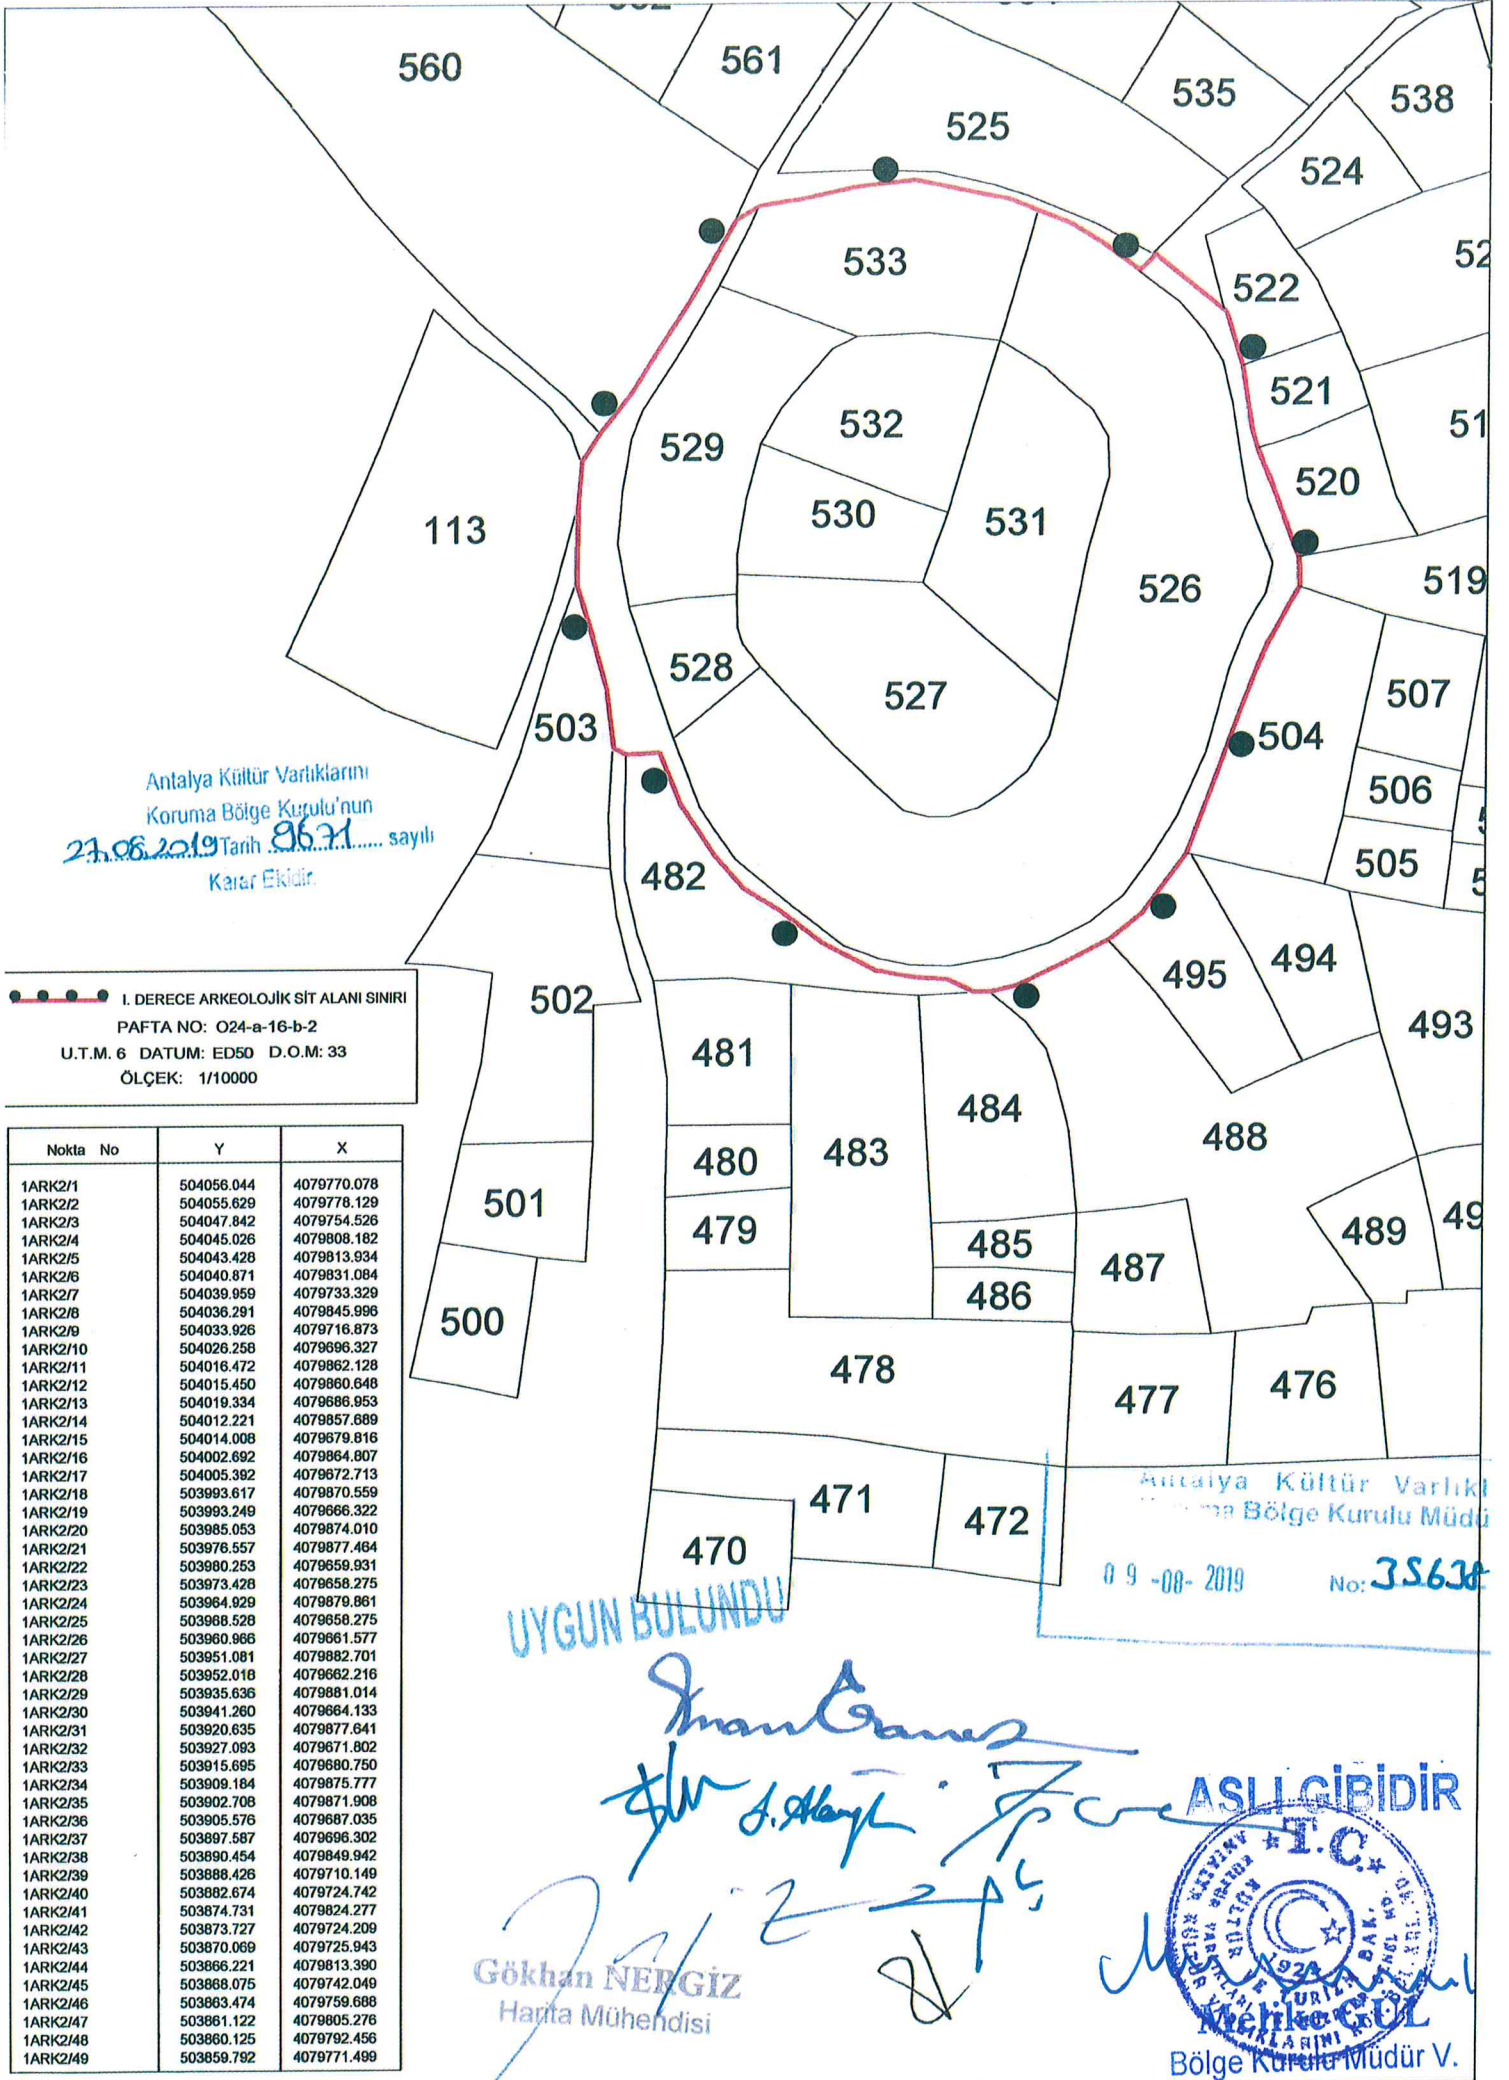 560
561
525
535
538
524
533
522
529
532
521
530
531
520
113
526
519
528
527
507
503
504
506
505
482
Antalya Kültür Varlıklarını
Koruma Bölge Kurulu'nun
27.08.2019 Tarih 9671 sayılı
Karar Ekidir.
I. DERECE ARKEOLOJİK SİT ALANI SINIRI
PAFTA NO: O24-a-16-b-2
U.T.M. 6 DATUM: ED50 D.O.M: 33
ÖLÇEK: 1/10000
502
495
494
493
481
484
488
480
483
501
479
485
487
489
486
500
478
477
476
471
472
470
Nokta No Y X
1ARK2/1 504056.044 4079770.078
1ARK2/2 504055.629 4079778.129
1ARK2/3 504047.842 4079754.526
1ARK2/4 504045.026 4079808.182
1ARK2/5 504043.428 4079813.934
1ARK2/6 504040.871 4079831.084
1ARK2/7 504039.959 4079733.329
1ARK2/8 504036.291 4079845.996
1ARK2/9 504033.926 4079716.873
1ARK2/10 504026.258 4079696.327
1ARK2/11 504016.472 4079862.128
1ARK2/12 504015.450 4079860.648
1ARK2/13 504019.334 4079686.953
1ARK2/14 504012.221 4079857.689
1ARK2/15 504014.008 4079679.816
1ARK2/16 504002.692 4079864.807
1ARK2/17 504005.392 4079672.713
1ARK2/18 503993.617 4079870.559
1ARK2/19 503993.249 4079666.322
1ARK2/20 503985.053 4079874.010
1ARK2/21 503976.557 4079877.464
1ARK2/22 503980.253 4079659.931
1ARK2/23 503973.428 4079658.275
1ARK2/24 503964.929 4079879.861
1ARK2/25 503968.528 4079658.275
1ARK2/26 503960.966 4079661.577
1ARK2/27 503951.081 4079882.701
1ARK2/28 503952.018 4079662.216
1ARK2/29 503935.636 4079881.014
1ARK2/30 503941.260 4079664.133
1ARK2/31 503920.635 4079877.641
1ARK2/32 503927.093 4079671.802
1ARK2/33 503915.695 4079680.750
1ARK2/34 503909.184 4079875.777
1ARK2/35 503902.708 4079871.908
1ARK2/36 503905.576 4079687.035
1ARK2/37 503897.587 4079696.302
1ARK2/38 503890.454 4079849.942
1ARK2/39 503888.426 4079710.149
1ARK2/40 503882.674 4079724.742
1ARK2/41 503874.731 4079824.277
1ARK2/42 503873.727 4079724.209
1ARK2/43 503870.069 4079725.943
1ARK2/44 503866.221 4079813.390
1ARK2/45 503868.075 4079742.049
1ARK2/46 503863.474 4079759.688
1ARK2/47 503861.122 4079805.276
1ARK2/48 503860.125 4079792.456
1ARK2/49 503859.792 4079771.499
Antalya Kültür Varlıkl
Bölge Kurulu Müdü
09-08-2019 No: 35638
UYGUN BULUNDU
ASLI GİBİDİR
T.C.
Gökhan NERGİZ
Harita Mühendisi
Melike GÜL
Bölge Kurulu Müdür V.